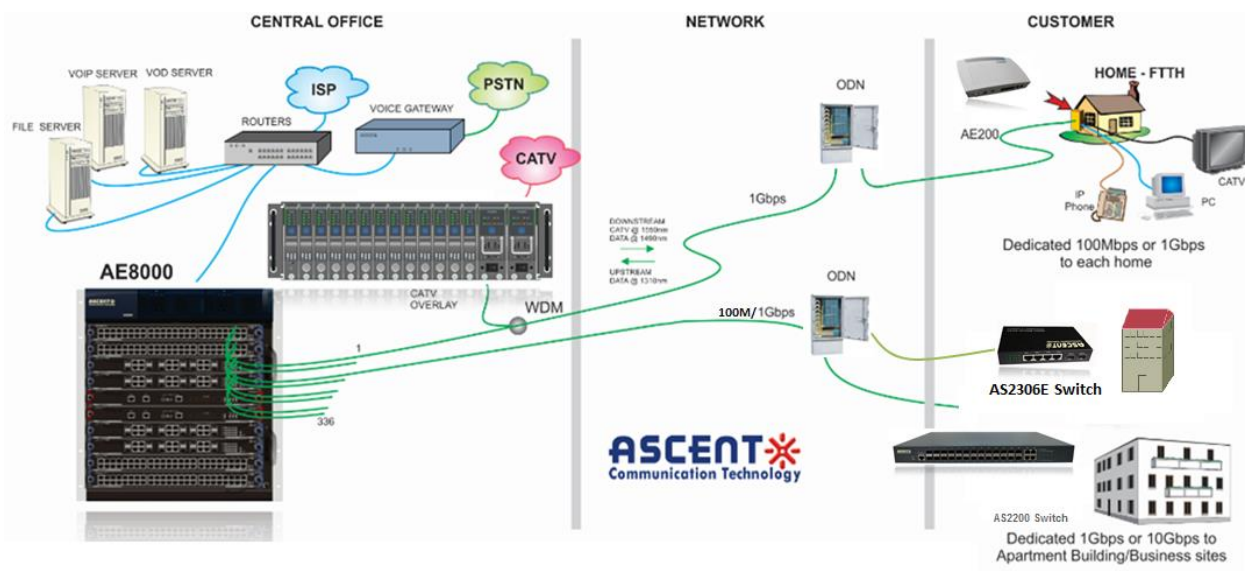 CENTRAL OFFICE
NETWORK
CUSTOMER
VOIP SERVER
VOD SERVER
FILE SERVER
ROUTERS
ISP
VOICE GATEWAY
PSTN
CATV
AE8000
ASCENT
CATV
OVERLAY
WDM
1
336
ODN
1Gbps
DOWNSTREAM
CATV @ 1550nm
DATA @ 1490nm
UPSTREAM
DATA @ 1310nm
ODN
100M/1Gbps
ASCENT
Communication Technology
HOME - FTTH
AE200
IP
Phone
PC
CATV
Dedicated 100Mbps or 1Gbps
to each home
ASCENT
AS2306E Switch
AS2200 Switch
Dedicated 1Gbps or 10Gbps to
Apartment Building/Business sites